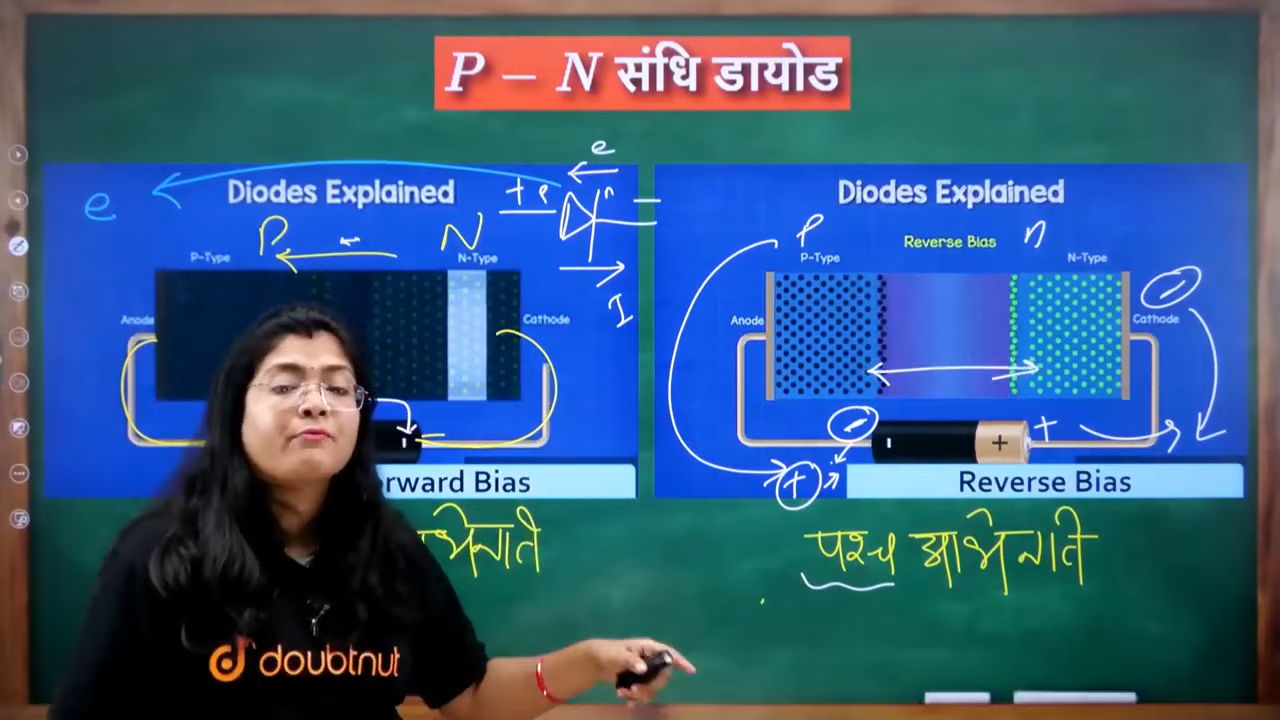 P – N संधि डायोड
e
Diodes Explained
+ P
n –
e
I
P ← N
P-Type
N-Type
Anode
Cathode
rward Bias
भिनति
doubtnut
Diodes Explained
P
Reverse Bias
n
P-Type
N-Type
Anode
Cathode
–
–
+
+
+
Reverse Bias
पश्च अभिनति